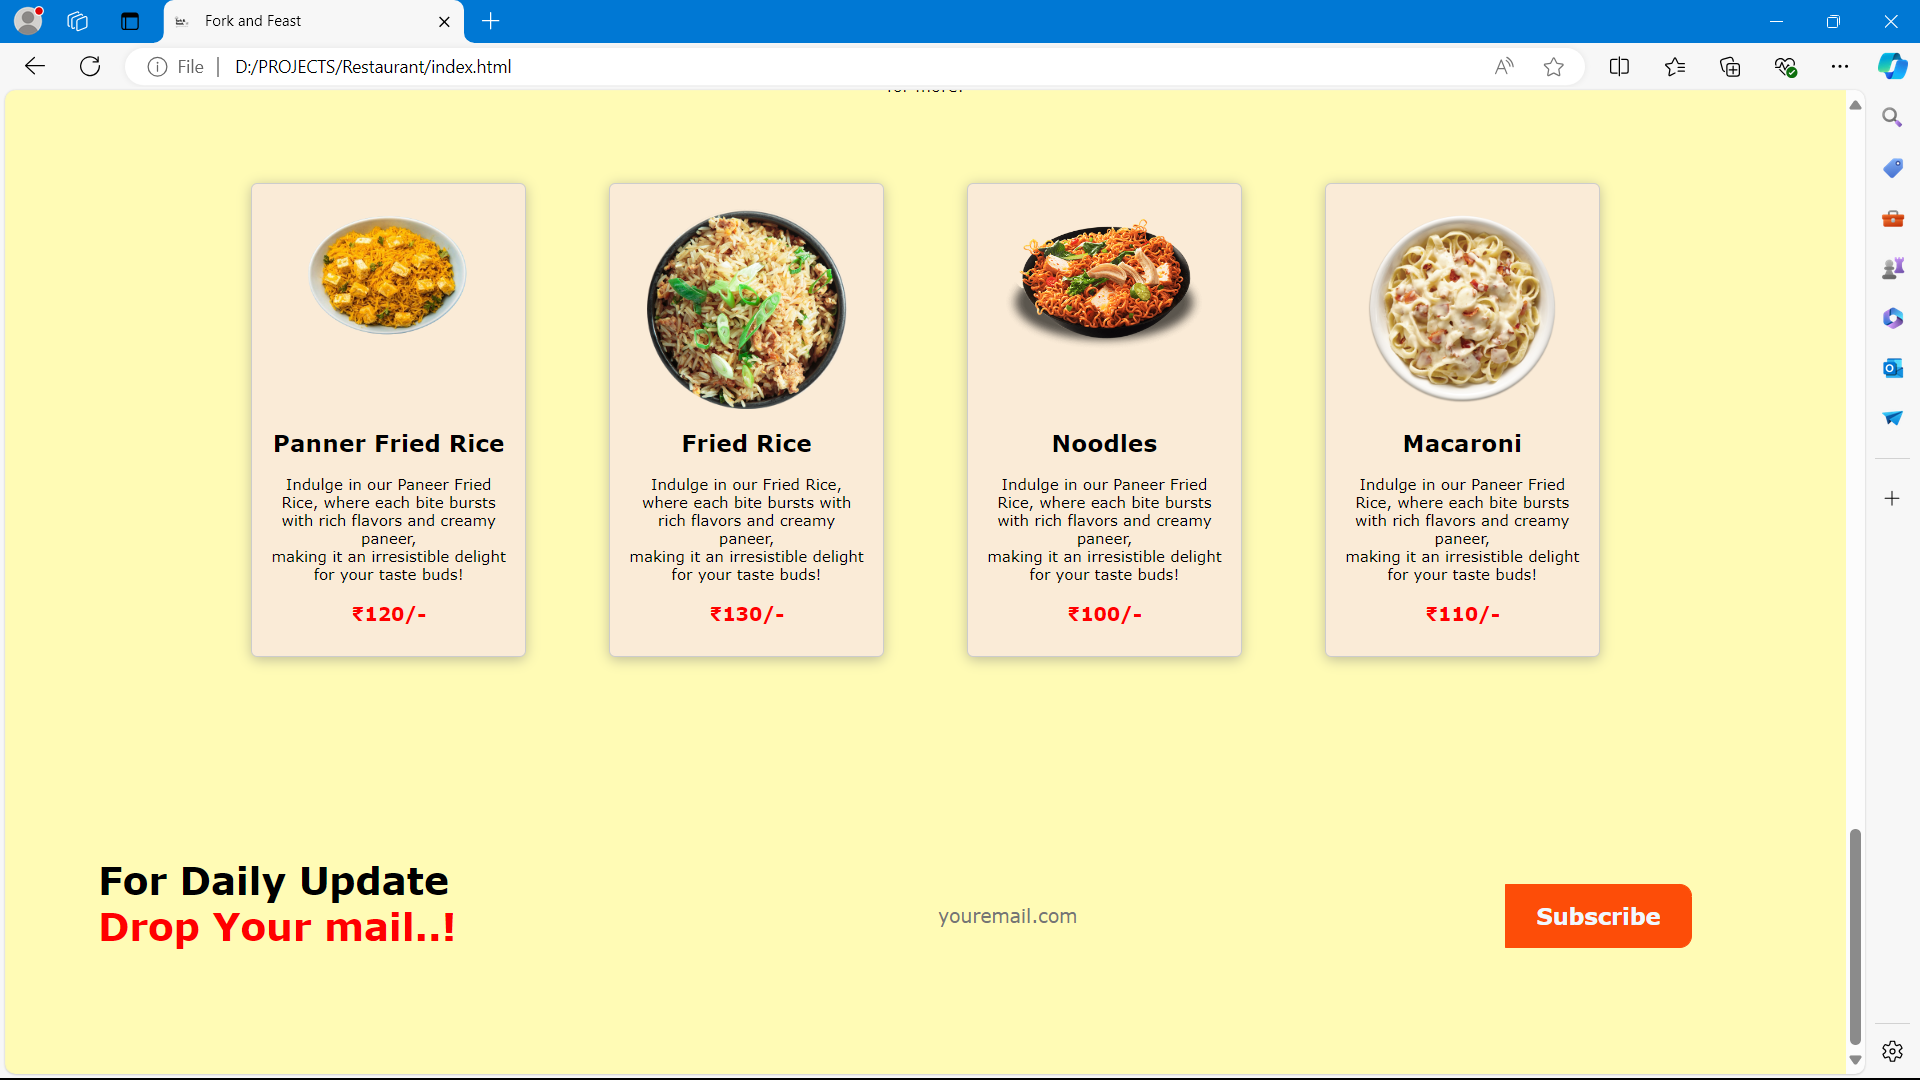 Fork and Feast
File
D:/PROJECTS/Restaurant/index.html
for more.
Panner Fried Rice
Indulge in our Paneer Fried
Rice, where each bite bursts
with rich flavors and creamy
paneer,
making it an irresistible delight
for your taste buds!
₹120/-
Fried Rice
Indulge in our Fried Rice,
where each bite bursts with
rich flavors and creamy
paneer,
making it an irresistible delight
for your taste buds!
₹130/-
Noodles
Indulge in our Paneer Fried
Rice, where each bite bursts
with rich flavors and creamy
paneer,
making it an irresistible delight
for your taste buds!
₹100/-
Macaroni
Indulge in our Paneer Fried
Rice, where each bite bursts
with rich flavors and creamy
paneer,
making it an irresistible delight
for your taste buds!
₹110/-
For Daily Update
Drop Your mail..!
youremail.com
Subscribe